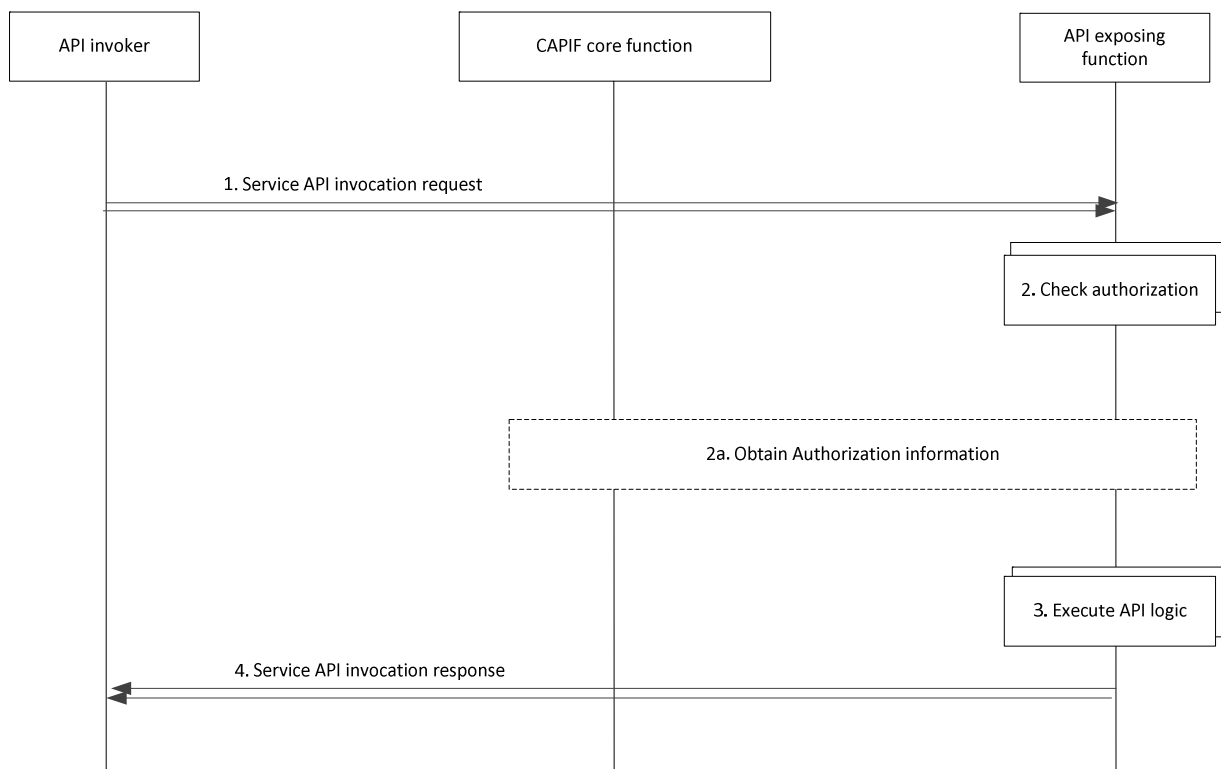 API invoker
CAPIF core function
API exposing
function
1. Service API invocation request
2. Check authorization
2a. Obtain Authorization information
3. Execute API logic
4. Service API invocation response